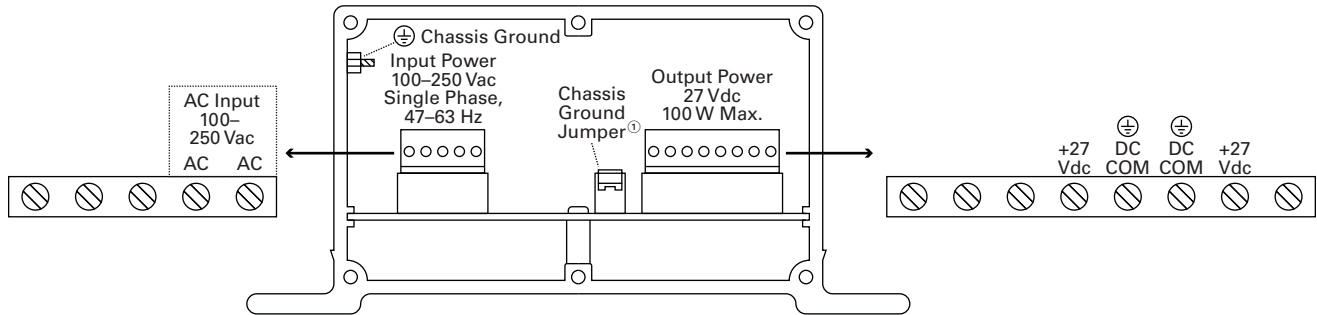 Chassis Ground
Input Power
100–250 Vac
Single Phase,
47–63 Hz
Output Power
27 Vdc
100 W Max.
Chassis
Ground
Jumper①
AC Input
100–
250 Vac
AC AC
+27
Vdc
DC
COM
DC
COM
+27
Vdc